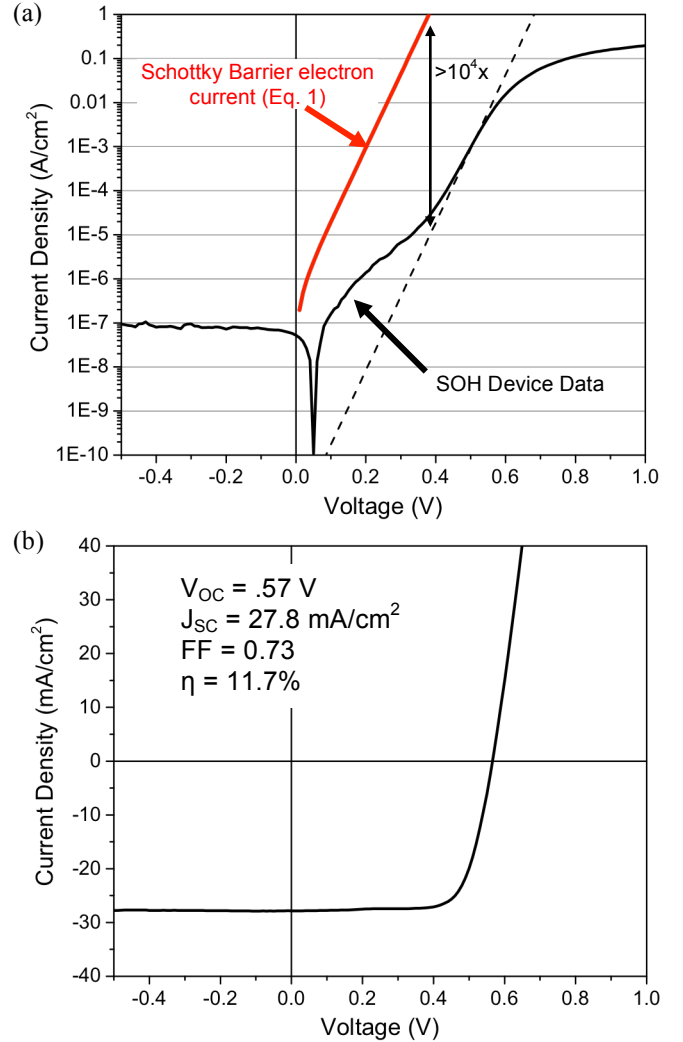 (a)
1
0.1
0.01
1E-3
1E-4
1E-5
1E-6
1E-7
1E-8
1E-9
1E-10
Current Density (A/cm²)
Schottky Barrier electron
current (Eq. 1)
>10⁴x
SOH Device Data
-0.4 -0.2 0.0 0.2 0.4 0.6 0.8 1.0
Voltage (V)
(b)
40
30
20
10
0
-10
-20
-30
-40
Current Density (mA/cm²)
V_OC = .57 V
J_SC = 27.8 mA/cm²
FF = 0.73
η = 11.7%
-0.4 -0.2 0.0 0.2 0.4 0.6 0.8 1.0
Voltage (V)